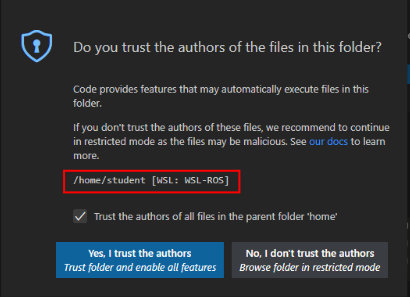 Do you trust the authors of the files in this folder?
Code provides features that may automatically execute files in this
folder.
If you don't trust the authors of these files, we recommend to continue
in restricted mode as the files may be malicious. See our docs to learn
more.
/home/student [WSL: WSL-ROS]
Trust the authors of all files in the parent folder 'home'
Yes, I trust the authors
Trust folder and enable all features
No, I don't trust the authors
Browse folder in restricted mode